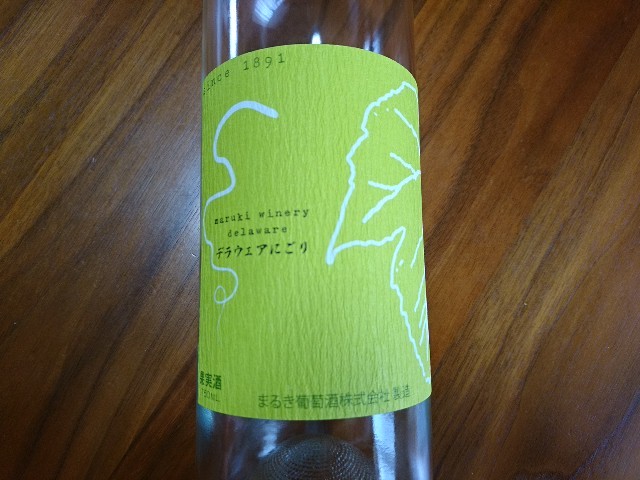 since 1891
maruki winery
delaware
デラウェアにごり
果実酒
750ML
まるき葡萄酒株式会社 製造